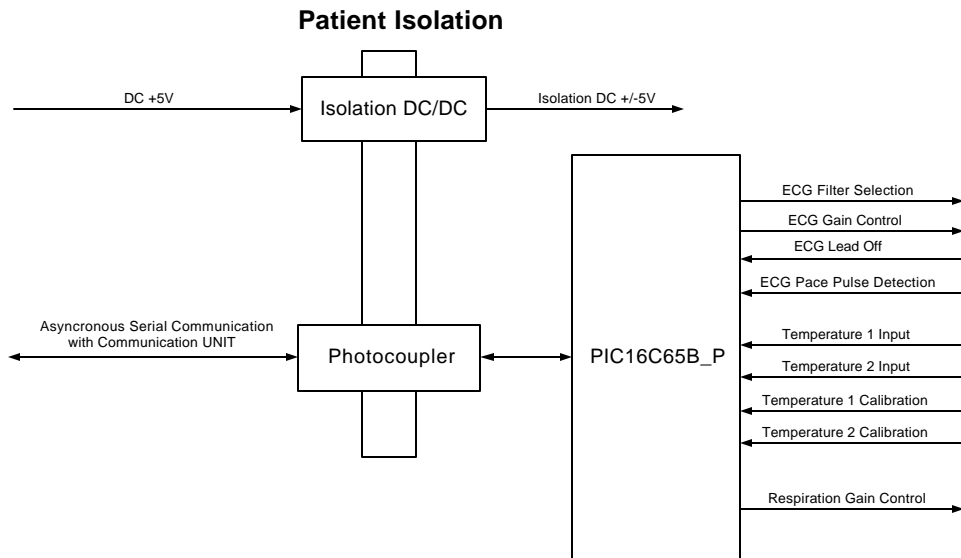 Patient Isolation
DC +5V
Isolation DC/DC
Isolation DC +/-5V
ECG Filter Selection
ECG Gain Control
ECG Lead Off
ECG Pace Pulse Detection
Asyncronous Serial Communication
with Communication UNIT
Photocoupler
PIC16C65B_P
Temperature 1 Input
Temperature 2 Input
Temperature 1 Calibration
Temperature 2 Calibration
Respiration Gain Control